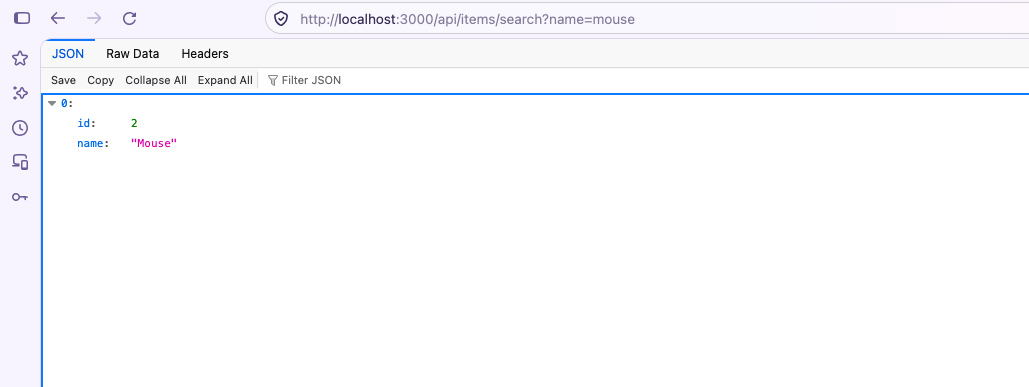 http://localhost:3000/api/items/search?name=mouse
JSON Raw Data Headers
Save Copy Collapse All Expand All Filter JSON
0:
id: 2
name: "Mouse"